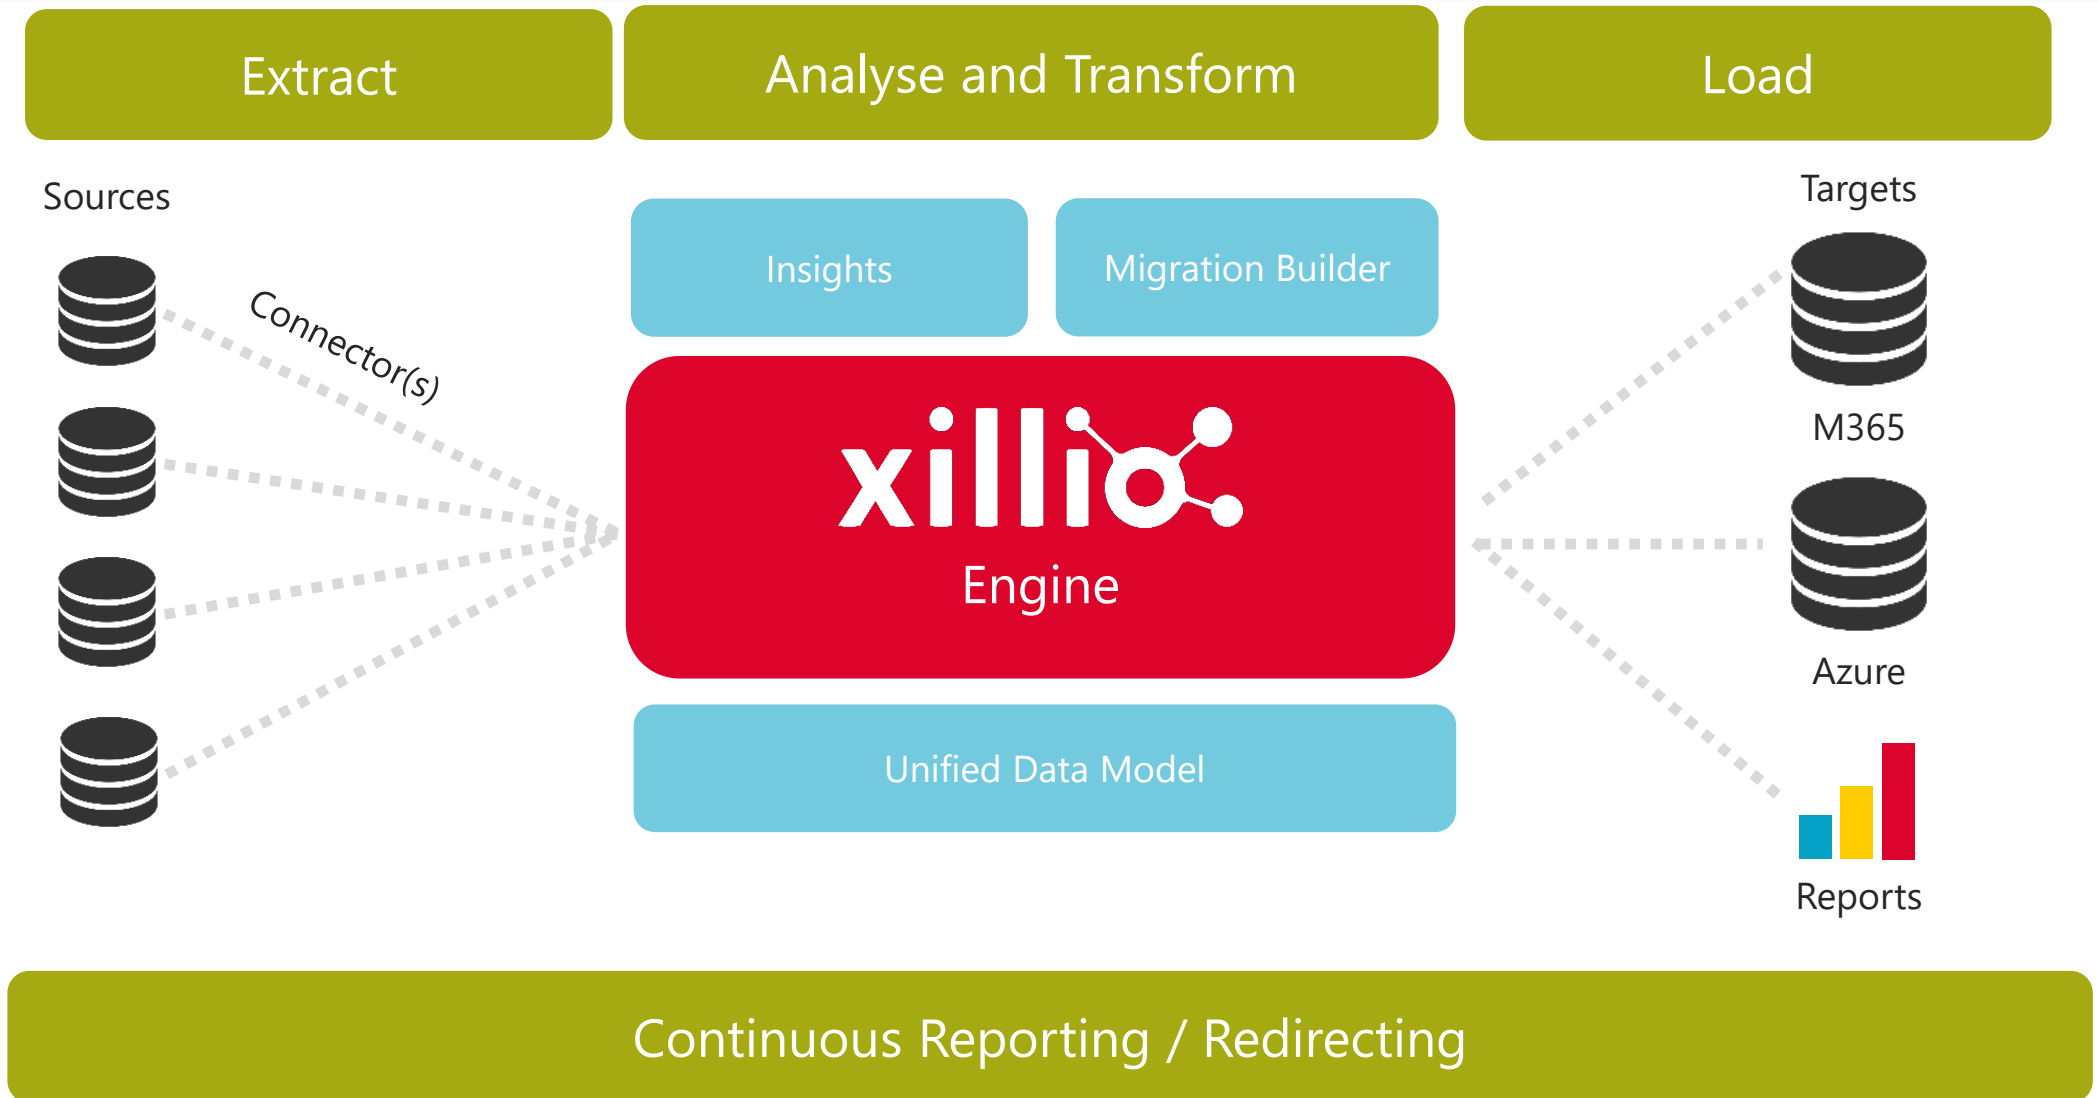 Extract
Analyse and Transform
Load
Sources
Connector(s)
Insights
Migration Builder
xillio
Engine
Unified Data Model
Targets
M365
Azure
Reports
Continuous Reporting / Redirecting